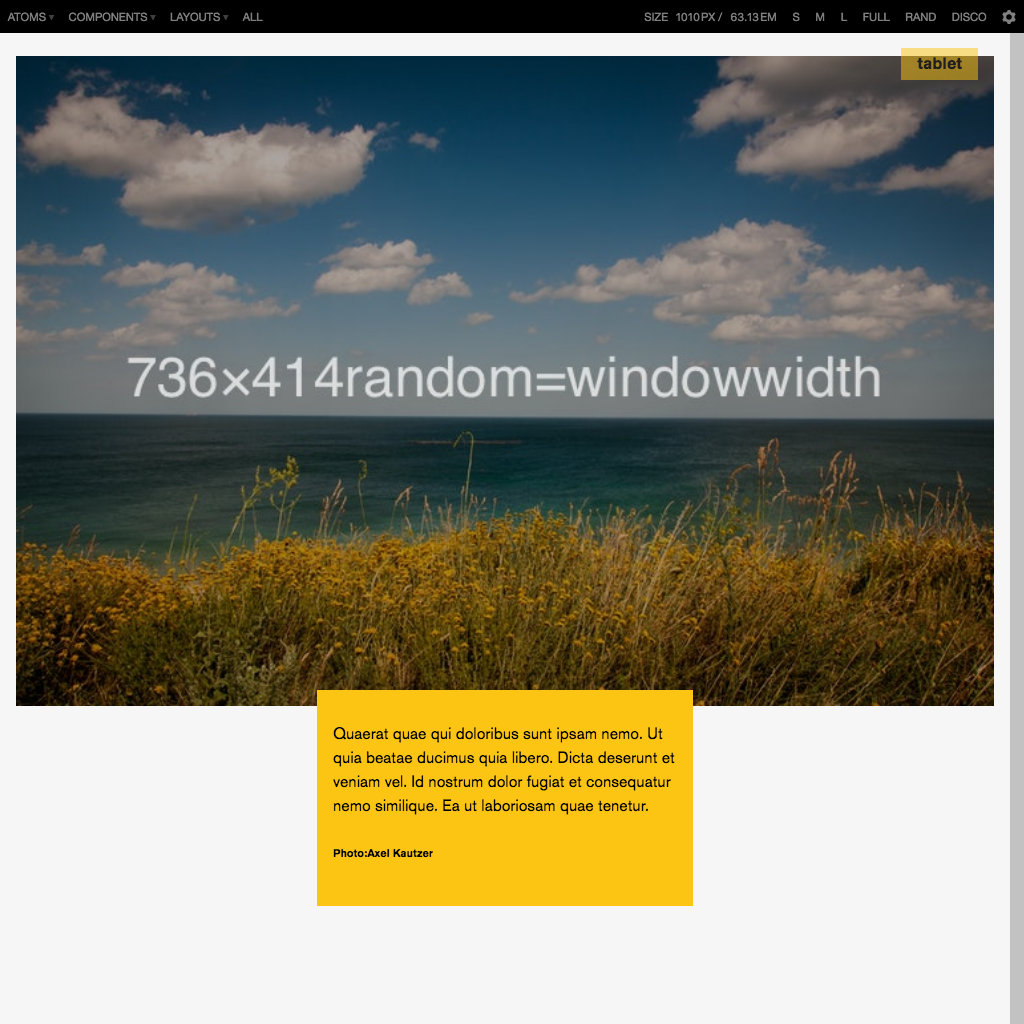 ATOMS ▾ COMPONENTS ▾ LAYOUTS ▾ ALL SIZE 1010PX / 63.13EM S M L FULL RAND DISCO
tablet
736×414random=windowwidth
Quaerat quae qui doloribus sunt ipsam nemo. Ut
quia beatae ducimus quia libero. Dicta deserunt et
veniam vel. Id nostrum dolor fugiat et consequatur
nemo similique. Ea ut laboriosam quae tenetur.
Photo:Axel Kautzer